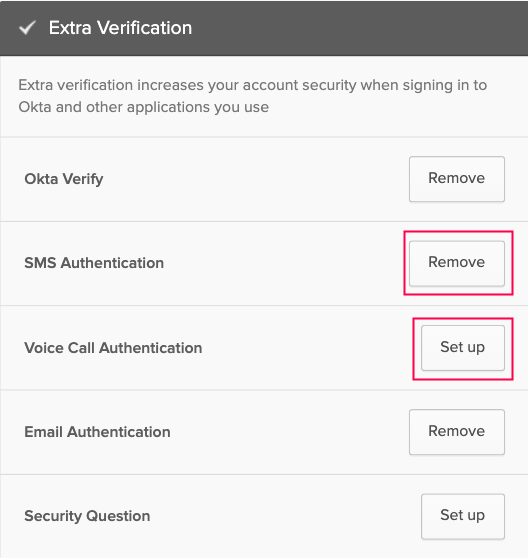 Extra Verification
Extra verification increases your account security when signing in to
Okta and other applications you use
Okta Verify
Remove
SMS Authentication
Remove
Voice Call Authentication
Set up
Email Authentication
Remove
Security Question
Set up